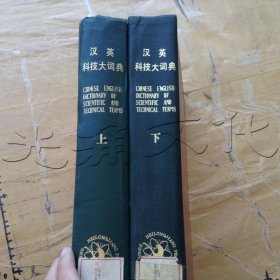 汉英
科技大词典
CHINESE ENGLISH
DICTIONARY OF
SCIENTIFIC AND
TECHNICAL TERMS
上
汉英
科技大词典
CHINESE ENGLISH
DICTIONARY OF
SCIENTIFIC AND
TECHNICAL TERMS
下